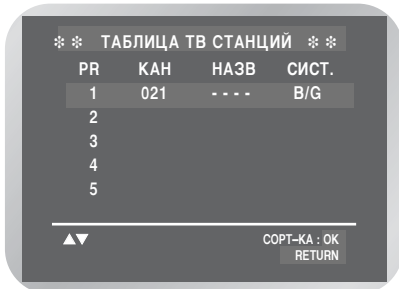 ❇ ❇ ТАБЛИЦА ТВ СТАНЦИЙ ❇ ❇
PR КАН НАЗВ СИСТ.
1 021 - - - - B/G
2
3
4
5
▲▼ СОРТ–КА : OK
RETURN